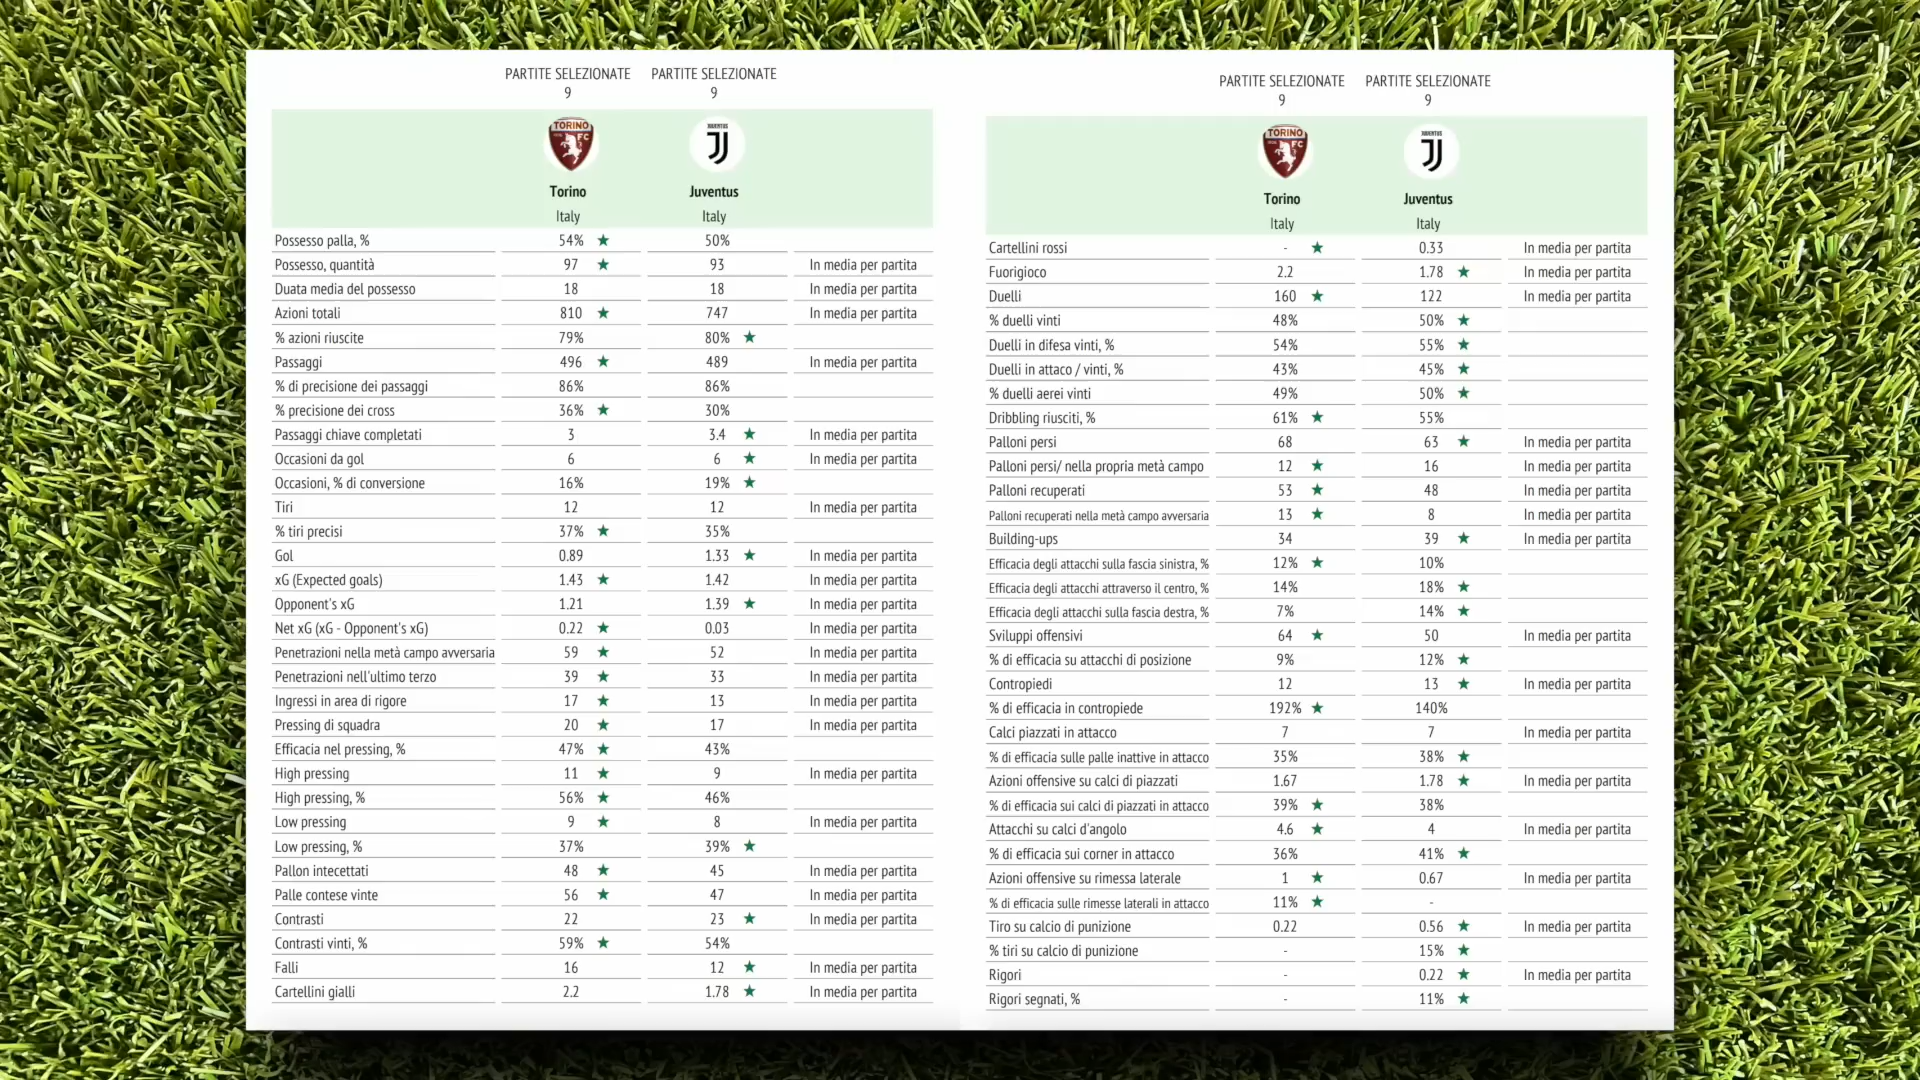 PARTITE SELEZIONATE PARTITE SELEZIONATE
9 9
TORINO FC JUVENTUS
Torino Juventus
Italy Italy
Possesso palla, % 54% ★ 50%
Possesso, quantità 97 ★ 93 In media per partita
Duata media del possesso 18 18 In media per partita
Azioni totali 810 ★ 747 In media per partita
% azioni riuscite 79% 80% ★
Passaggi 496 ★ 489 In media per partita
% di precisione dei passaggi 86% 86%
% precisione dei cross 36% ★ 30%
Passaggi chiave completati 3 3.4 ★ In media per partita
Occasioni da gol 6 6 ★ In media per partita
Occasioni, % di conversione 16% 19% ★
Tiri 12 12 In media per partita
% tiri precisi 37% ★ 35%
Gol 0.89 1.33 ★ In media per partita
xG (Expected goals) 1.43 ★ 1.42 In media per partita
Opponent's xG 1.21 1.39 ★ In media per partita
Net xG (xG - Opponent's xG) 0.22 ★ 0.03 In media per partita
Penetrazioni nella metà campo avversaria 59 ★ 52 In media per partita
Penetrazioni nell'ultimo terzo 39 ★ 33 In media per partita
Ingressi in area di rigore 17 ★ 13 In media per partita
Pressing di squadra 20 ★ 17 In media per partita
Efficacia nel pressing, % 47% ★ 43%
High pressing 11 ★ 9 In media per partita
High pressing, % 56% ★ 46%
Low pressing 9 ★ 8 In media per partita
Low pressing, % 37% 39% ★
Pallon intecettati 48 ★ 45 In media per partita
Palle contese vinte 56 ★ 47 In media per partita
Contrasti 22 23 ★ In media per partita
Contrasti vinti, % 59% ★ 54%
Falli 16 12 ★ In media per partita
Cartellini gialli 2.2 1.78 ★ In media per partita
PARTITE SELEZIONATE PARTITE SELEZIONATE
9 9
TORINO FC JUVENTUS
Torino Juventus
Italy Italy
Cartellini rossi - ★ 0.33 In media per partita
Fuorigioco 2.2 1.78 ★ In media per partita
Duelli 160 ★ 122 In media per partita
% duelli vinti 48% 50% ★
Duelli in difesa vinti, % 54% 55% ★
Duelli in attaco / vinti, % 43% 45% ★
% duelli aerei vinti 49% 50% ★
Dribbling riusciti, % 61% ★ 55%
Palloni persi 68 63 ★ In media per partita
Palloni persi/ nella propria metà campo 12 ★ 16 In media per partita
Palloni recuperati 53 ★ 48 In media per partita
Palloni recuperati nella metà campo avversaria 13 ★ 8 In media per partita
Building-ups 34 39 ★ In media per partita
Efficacia degli attacchi sulla fascia sinistra, % 12% ★ 10%
Efficacia degli attacchi attraverso il centro, % 14% 18% ★
Efficacia degli attacchi sulla fascia destra, % 7% 14% ★
Sviluppi offensivi 64 ★ 50 In media per partita
% di efficacia su attacchi di posizione 9% 12% ★
Contropiedi 12 13 ★ In media per partita
% di efficacia in contropiede 192% ★ 140%
Calci piazzati in attacco 7 7 In media per partita
% di efficacia sulle palle inattive in attacco 35% 38% ★
Azioni offensive su calci di piazzati 1.67 1.78 ★ In media per partita
% di efficacia sui calci di piazzati in attacco 39% ★ 38%
Attacchi su calci d'angolo 4.6 ★ 4 In media per partita
% di efficacia sui corner in attacco 36% 41% ★
Azioni offensive su rimessa laterale 1 ★ 0.67 In media per partita
% di efficacia sulle rimesse laterali in attacco 11% ★ -
Tiro su calcio di punizione 0.22 0.56 ★ In media per partita
% tiri su calcio di punizione - 15% ★
Rigori - 0.22 ★ In media per partita
Rigori segnati, % - 11% ★